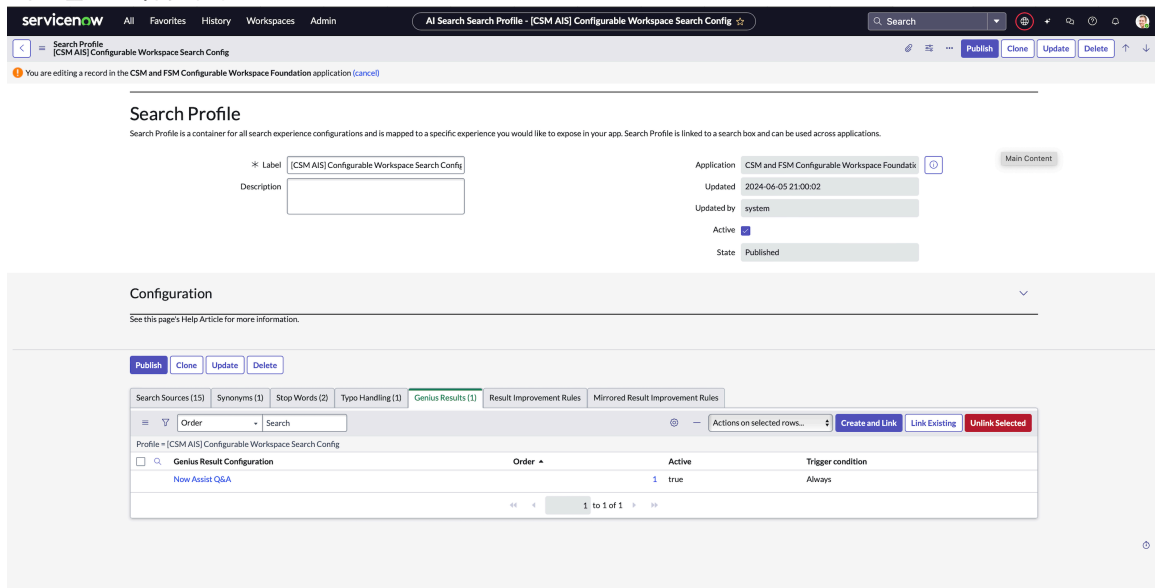 servicenow All Favorites History Workspaces Admin AI Search Search Profile - [CSM AIS] Configurable Workspace Search Config Search
Search Profile
[CSM AIS] Configurable Workspace Search Config
Publish Clone Update Delete
You are editing a record in the CSM and FSM Configurable Workspace Foundation application (cancel)
Search Profile
Search Profile is a container for all search experience configurations and is mapped to a specific experience you would like to expose in your app. Search Profile is linked to a search box and can be used across applications.
Label [CSM AIS] Configurable Workspace Search Config
Application CSM and FSM Configurable Workspace Foundatic
Main Content
Description
Updated 2024-06-05 21:00:02
Updated by system
Active
State Published
Configuration
See this page's Help Article for more information.
Publish Clone Update Delete
Search Sources (15) Synonyms (1) Stop Words (2) Typo Handling (1) Genius Results (1) Result Improvement Rules Mirrored Result Improvement Rules
Order Search Actions on selected rows... Create and Link Link Existing Unlink Selected
Profile = [CSM AIS] Configurable Workspace Search Config
Genius Result Configuration Order Active Trigger condition
Now Assist Q&A 1 true Always
1 to 1 of 1